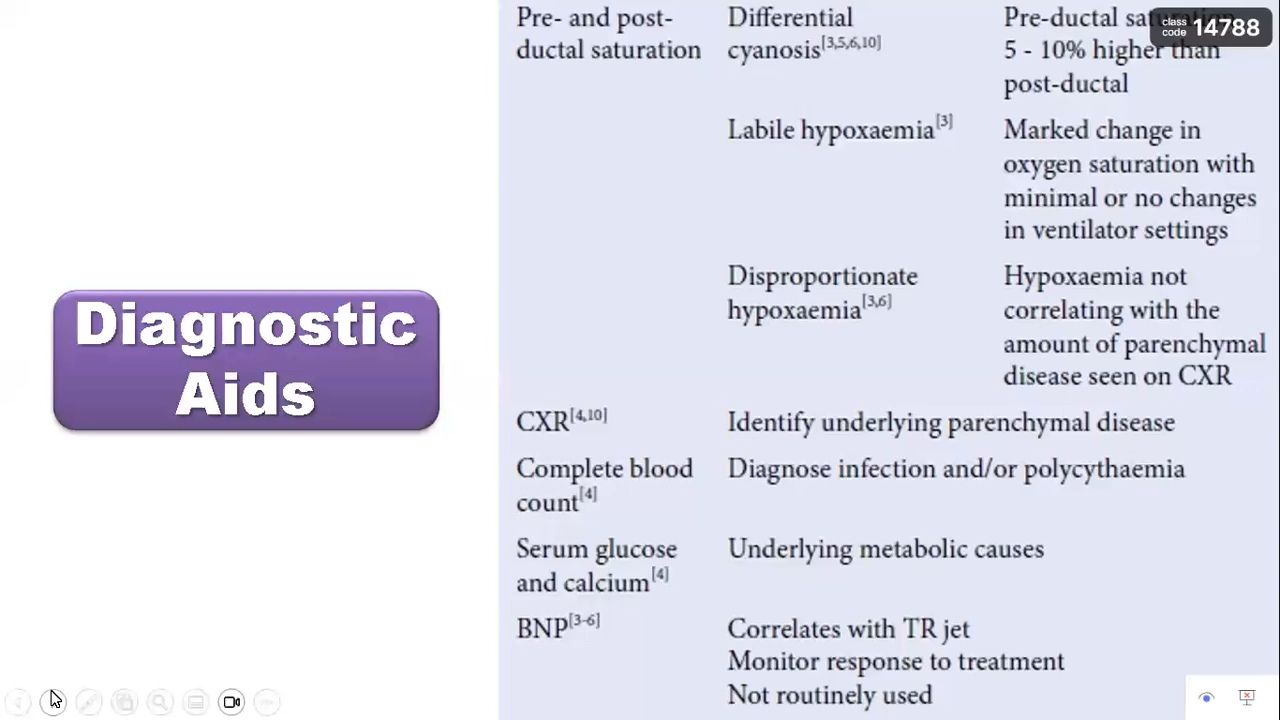 Diagnostic
Aids
Pre- and post-
ductal saturation
Differential
cyanosis[3,5,6,10]
Pre-ductal saturation
5 - 10% higher than
post-ductal
Labile hypoxaemia[3]
Marked change in
oxygen saturation with
minimal or no changes
in ventilator settings
Disproportionate
hypoxaemia[3,6]
Hypoxaemia not
correlating with the
amount of parenchymal
disease seen on CXR
CXR[4,10]
Identify underlying parenchymal disease
Complete blood
count[4]
Diagnose infection and/or polycythaemia
Serum glucose
and calcium[4]
Underlying metabolic causes
BNP[3-6]
Correlates with TR jet
Monitor response to treatment
Not routinely used
class
code 14788